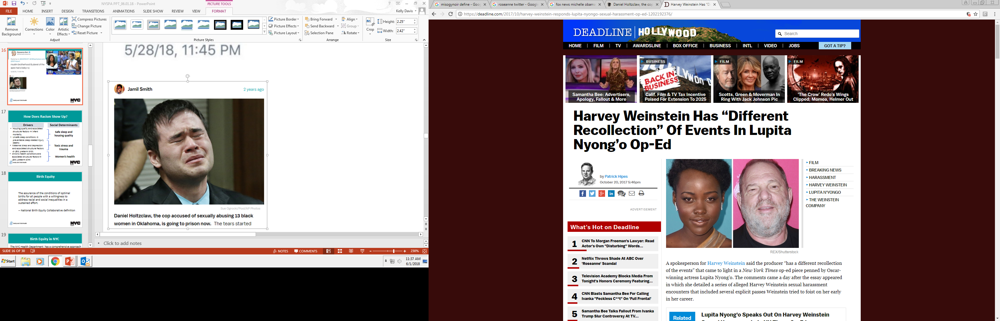 NYSPA PPT_06.01.18 - PowerPoint
PICTURE TOOLS
FILE
HOME
INSERT
DESIGN
TRANSITIONS
ANIMATIONS
SLIDE SHOW
REVIEW
VIEW
FORMAT
Kelly Davis
Remove
Background
Corrections
Color
Artistic
Effects
Compress Pictures
Change Picture
Reset Picture
Adjust
Picture Styles
Picture Border
Picture Effects
Picture Layout
Bring Forward
Send Backward
Selection Pane
Align
Group
Rotate
Arrange
Crop
Height: 2.25"
Width: 2.42"
Size
16
Roseanne Barr
muslim brotherhood & planet of the
apes had a baby=vj
5/28/18, 11:45 PM
LIVE
NYC
17
How Does Racism Show Up?
Drivers
Social Determinants
• Housing quality and associated
structural factors → infant
mortality
• Unsafe sleep conditions →
preventable sleep-related injury
deaths
• Maternal stress and depression
and associated structural factors
→ LBW, preterm birth
• Chronic health conditions and
associated structural factors→
LBW, preterm birth
Safe sleep and
housing quality
Toxic stress and
trauma
Women's health
Family and Child Health
NYC
18
Birth Equity
The assurance of the conditions of optimal
births for all people with a willingness to
address racial and social inequalities in a
sustained effort.
-- National Birth Equity Collaborative definition
Family and Child Health
NYC
19
Birth Equity in NYC
The NYC Health Department has a comprehensive approach
5/28/18, 11:45 PM
Jamil Smith
2 years ago
Sue Ogrocki/Pool/AP Photos
Daniel Holtzclaw, the cop accused of sexually abusing 13 black
women in Oklahoma, is going to prison now. The tears started
• Click to add notes
SLIDE 16 OF 30
NOTES
COMMENTS
230%
Start
11:37 AM
6/1/2018
misogynoir define - Goog
roseanne twitter - Google
fox news michelle obama
Daniel Holtzclaw, the cop
Harvey Weinstein Has "D
https://deadline.com/2017/10/harvey-weinstein-responds-lupita-nyongo-sexual-harassment-op-ed-1202192376/
DEADLINE | HOLLYWOOD
Search
HOME | FILM | TV | AWARDSLINE | BOX OFFICE | BUSINESS | INTL | VIDEO | JOBS
GOT A TIP?
Samantha Bee: Advertisers,
Apology, Fallout & More
BUSINESS
BACK IN
BUSINESS
Calif. Film & TV Tax Incentive
Poised For Extension To 2025
FILM
Scotts, Green & Moverman In
Ring With Jack Johnson Pic
FILM
'The Crow' Redo's Wings
Clipped; Momoa, Helmer Out
Harvey Weinstein Has “Different
Recollection” Of Events In Lupita
Nyong’o Op-Ed
by Patrick Hipes
October 20, 2017 5:46pm
37
ADVERTISEMENT
What's Hot on Deadline
1
CNN To Morgan Freeman's Lawyer: Read
Actor's Own "Disturbing" Words...
2
Netflix Throws Shade At ABC Over
'Roseanne' Scandal
3
Television Academy Blocks Media From
Tonight's Honors Ceremony Featuring...
4
CNN Blasts Samantha Bee For Calling
Ivanka "Feckless C**t" On 'Full Frontal'
5
Samantha Bee Talks Fallout From Ivanka
Trump Slur Controversy At TV...
REX/Shutterstock
FILM
BREAKING NEWS
HARASSMENT
HARVEY WEINSTEIN
LUPITA N'YONGO
THE WEINSTEIN
COMPANY
A spokesperson for Harvey Weinstein said the producer “has a different recollection
of the events” that came to light in a New York Times op-ed piece penned by Oscar-
winning actress Lupita Nyong’o. The comments came a day after the essay appeared
in which she detailed a series of alleged Harvey Weinstein sexual harassment
encounters that included several explicit passes Weinstein tried to foist on her early
in her career.
Related
Lupita Nyong'o Speaks Out On Harvey Weinstein